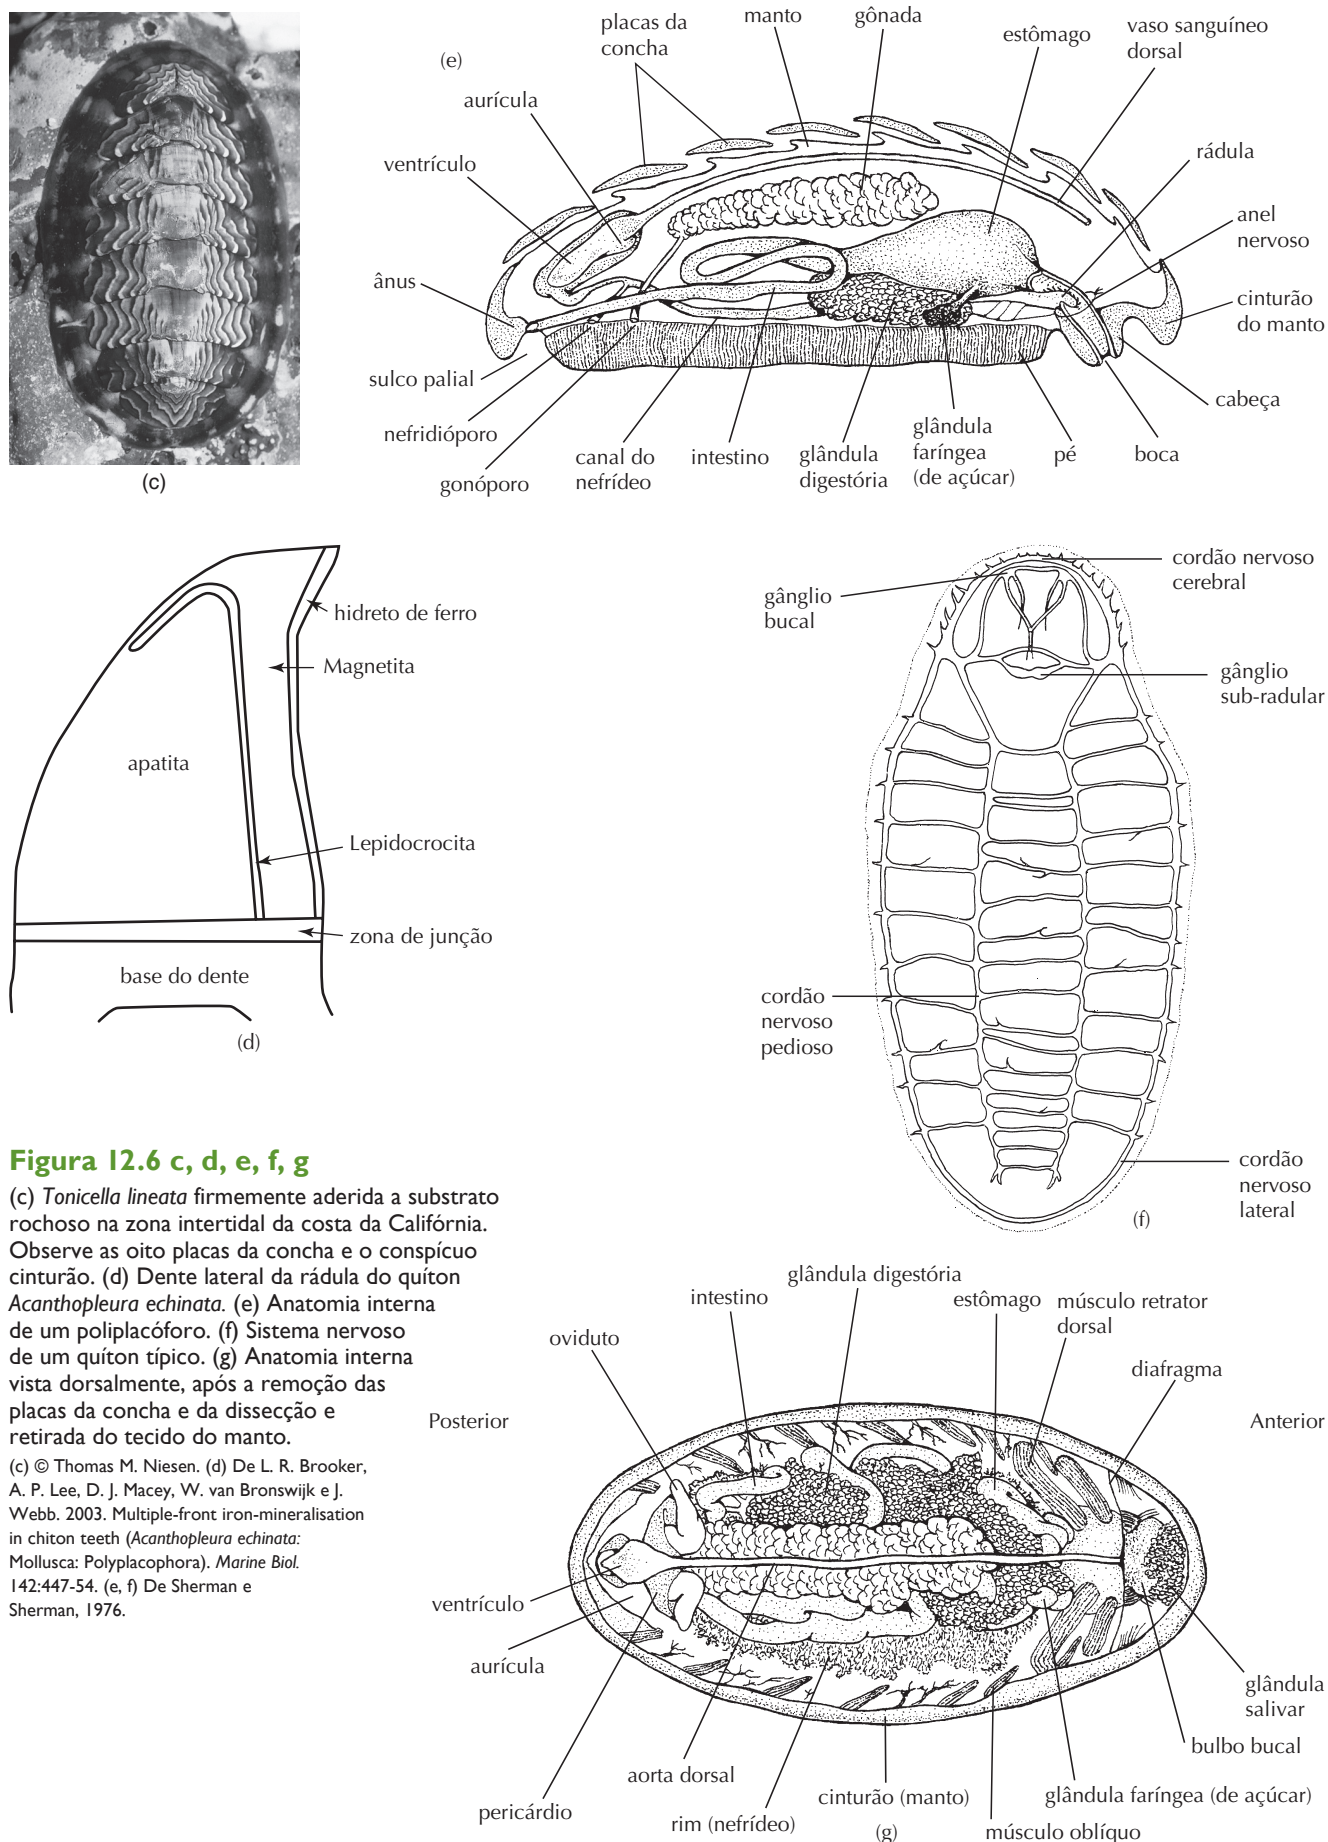 (c)
(e)
placas da
concha
manto
gônada
estômago
vaso sanguíneo
dorsal
aurícula
ventrículo
rádula
anel
nervoso
ânus
cinturão
do manto
sulco palial
cabeça
nefridióporo
gonóporo
canal do
nefrídeo
intestino
glândula
digestória
glândula
faríngea
(de açúcar)
pé
boca
hidreto de ferro
Magnetita
apatita
Lepidocrocita
zona de junção
base do dente
(d)
cordão nervoso
cerebral
gânglio
bucal
gânglio
sub-radular
cordão
nervoso
pedioso
cordão
nervoso
lateral
(f)
Figura 12.6 c, d, e, f, g
(c) Tonicella lineata firmemente aderida a substrato
rochoso na zona intertidal da costa da Califórnia.
Observe as oito placas da concha e o conspícuo
cinturão. (d) Dente lateral da rádula do quíton
Acanthopleura echinata. (e) Anatomia interna
de um poliplacóforo. (f) Sistema nervoso
de um quíton típico. (g) Anatomia interna
vista dorsalmente, após a remoção das
placas da concha e da dissecção e
retirada do tecido do manto.
(c) © Thomas M. Niesen. (d) De L. R. Brooker,
A. P. Lee, D. J. Macey, W. van Bronswijk e J.
Webb. 2003. Multiple-front iron-mineralisation
in chiton teeth (Acanthopleura echinata:
Mollusca: Polyplacophora). Marine Biol.
142:447-54. (e, f) De Sherman e
Sherman, 1976.
glândula digestória
intestino
estômago
músculo retrator
dorsal
oviduto
diafragma
Posterior
Anterior
ventrículo
aurícula
glândula
salivar
bulbo bucal
aorta dorsal
pericárdio
rim (nefrídeo)
cinturão (manto)
glândula faríngea (de açúcar)
músculo oblíquo
(g)